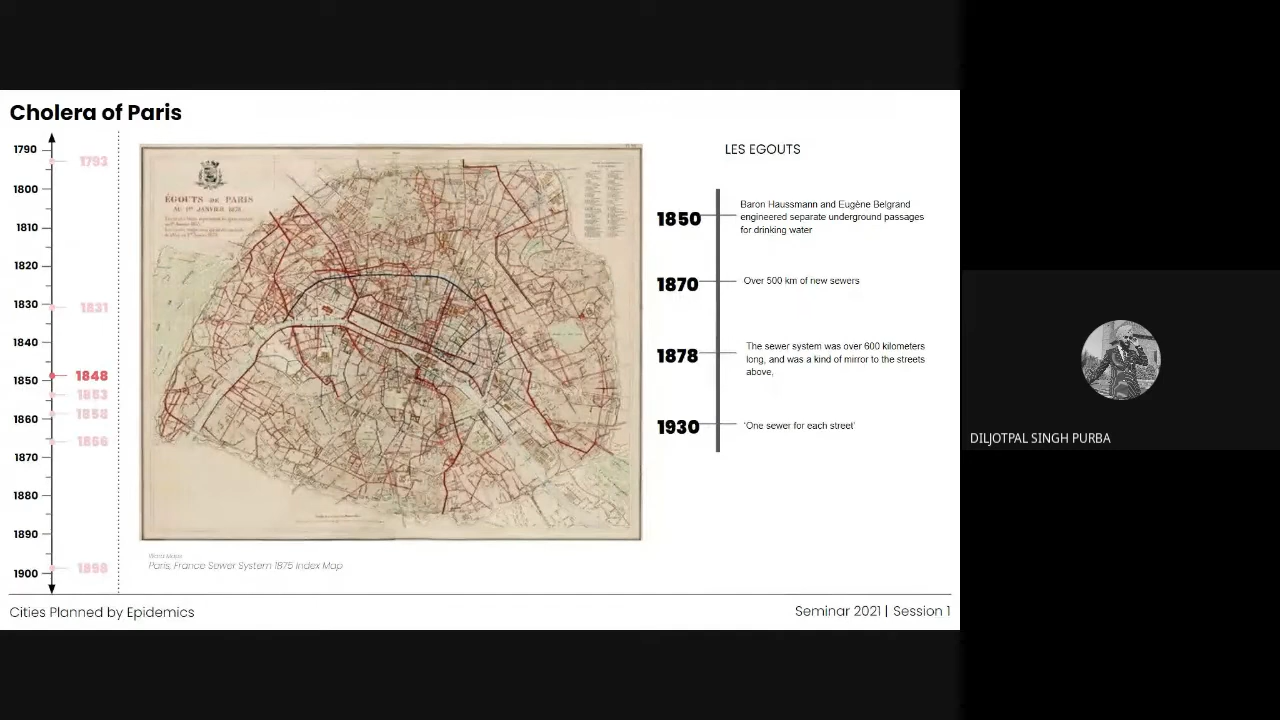 Cholera of Paris
1790
1793
1800
1810
1820
1830
1831
1840
1848
1850
1853
1858
1860
1866
1870
1880
1890
1898
1900
ÉGOUTS DE PARIS
Paris, France Sewer System 1875 Index Map
LES EGOUTS
1850
Baron Haussmann and Eugène Belgrand
engineered separate underground passages
for drinking water
1870
Over 500 km of new sewers
1878
The sewer system was over 600 kilometers
long, and was a kind of mirror to the streets
above,
1930
'One sewer for each street'
Cities Planned by Epidemics
Seminar 2021 | Session 1
DILJOTPAL SINGH PURBA